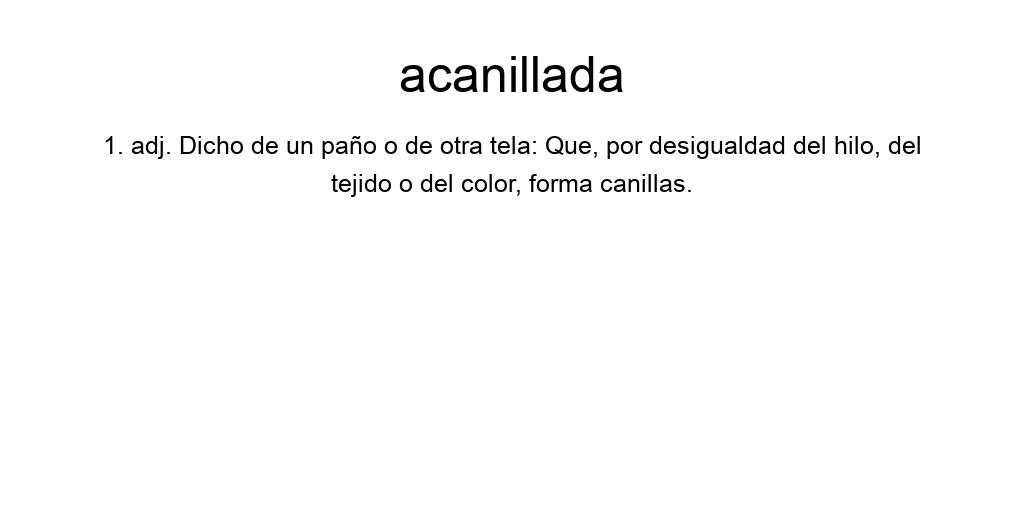 acanillada
1. adj. Dicho de un paño o de otra tela: Que, por desigualdad del hilo, del
tejido o del color, forma canillas.